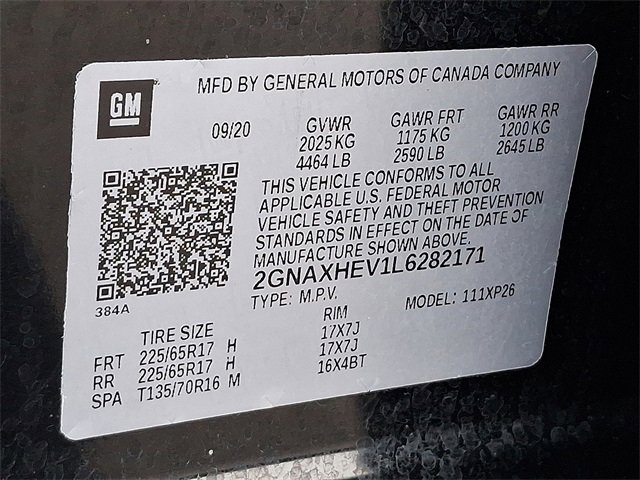 GM
MFD BY GENERAL MOTORS OF CANADA COMPANY
09/20 GVWR GAWR FRT GAWR RR
2025 KG 1175 KG 1200 KG
4464 LB 2590 LB 2645 LB
THIS VEHICLE CONFORMS TO ALL
APPLICABLE U.S. FEDERAL MOTOR
VEHICLE SAFETY AND THEFT PREVENTION
STANDARDS IN EFFECT ON THE DATE OF
MANUFACTURE SHOWN ABOVE.
2GNAXHEV1L6282171
TYPE: M.P.V. MODEL: 111XP26
384A
TIRE SIZE RIM
FRT 225/65R17 H 17X7J
RR 225/65R17 H 17X7J
SPA T135/70R16 M 16X4BT